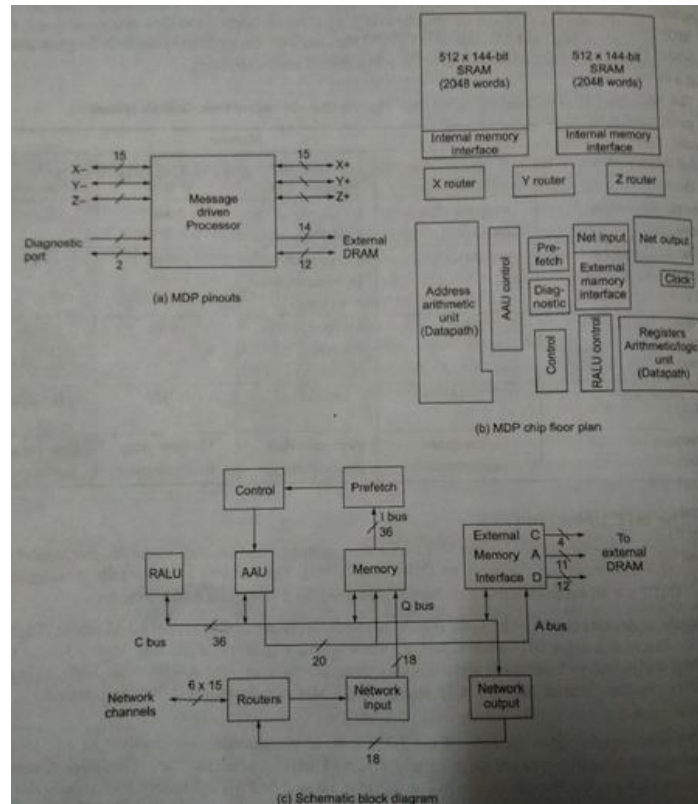 512 x 144-bit
SRAM
(2048 words)
512 x 144-bit
SRAM
(2048 words)
Internal memory
interface
Internal memory
interface
X router
Y router
Z router
15
15
X–
X+
Y–
Y+
Z–
Z+
Message
driven
Processor
Diagnostic
port
2
14
12
External
DRAM
(a) MDP pinouts
Address
arithmetic
unit
(Datapath)
AAU control
Pre-
fetch
Diag-
nostic
Control
Net input
External
mamory
interface
RALU control
Net output
Clock
Registers
Arithmetic/logic
unit
(Datapath)
(b) MDP chip floor plan
Control
Prefetch
I bus
36
RALU
AAU
Memory
External C
Memory A
Interface D
4
11
12
To
external
DRAM
Q bus
A bus
C bus
36
20
18
Network
channels
6 x 15
Routers
Network
input
Network
output
18
(c) Schematic block diagram